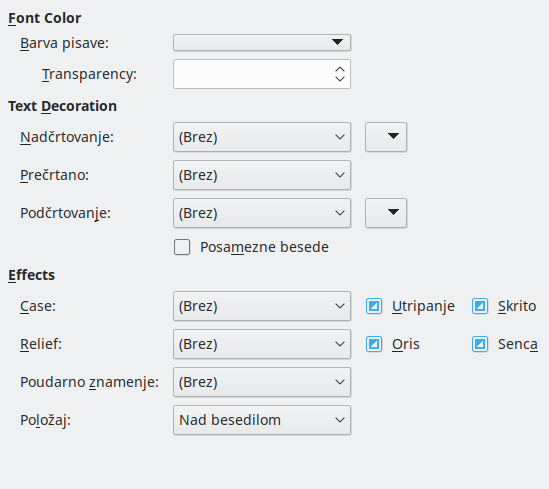 Font Color
Barva pisave:
Transparency:
Text Decoration
Nadčrtovanje: (Brez)
Prečrtano: (Brez)
Podčrtovanje: (Brez)
Posamezne besede
Effects
Case: (Brez) Utripanje Skrito
Relief: (Brez) Oris Senca
Poudarno znamenje: (Brez)
Položaj: Nad besedilom